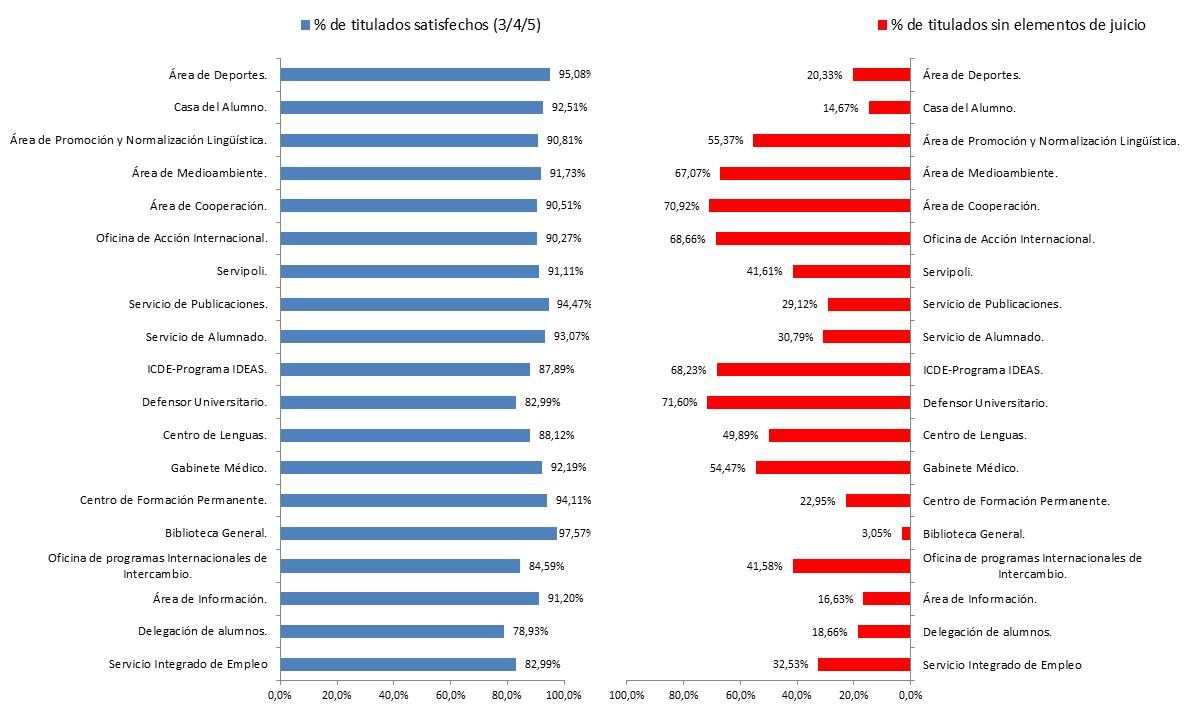 % de titulados satisfechos (3/4/5)
Área de Deportes. 95,08%
Casa del Alumno. 92,51%
Área de Promoción y Normalización Lingüística. 90,81%
Área de Medioambiente. 91,73%
Área de Cooperación. 90,51%
Oficina de Acción Internacional. 90,27%
Servipoli. 91,11%
Servicio de Publicaciones. 94,47%
Servicio de Alumnado. 93,07%
ICDE-Programa IDEAS. 87,89%
Defensor Universitario. 82,99%
Centro de Lenguas. 88,12%
Gabinete Médico. 92,19%
Centro de Formación Permanente. 94,11%
Biblioteca General. 97,57%
Oficina de programas Internacionales de
Intercambio. 84,59%
Área de Información. 91,20%
Delegación de alumnos. 78,93%
Servicio Integrado de Empleo 82,99%
0,0% 20,0% 40,0% 60,0% 80,0% 100,0%
% de titulados sin elementos de juicio
20,33% Área de Deportes.
14,67% Casa del Alumno.
55,37% Área de Promoción y Normalización Lingüística.
67,07% Área de Medioambiente.
70,92% Área de Cooperación.
68,66% Oficina de Acción Internacional.
41,61% Servipoli.
29,12% Servicio de Publicaciones.
30,79% Servicio de Alumnado.
68,23% ICDE-Programa IDEAS.
71,60% Defensor Universitario.
49,89% Centro de Lenguas.
54,47% Gabinete Médico.
22,95% Centro de Formación Permanente.
3,05% Biblioteca General.
41,58% Oficina de programas Internacionales de
Intercambio.
16,63% Área de Información.
18,66% Delegación de alumnos.
32,53% Servicio Integrado de Empleo
100,0% 80,0% 60,0% 40,0% 20,0% 0,0%